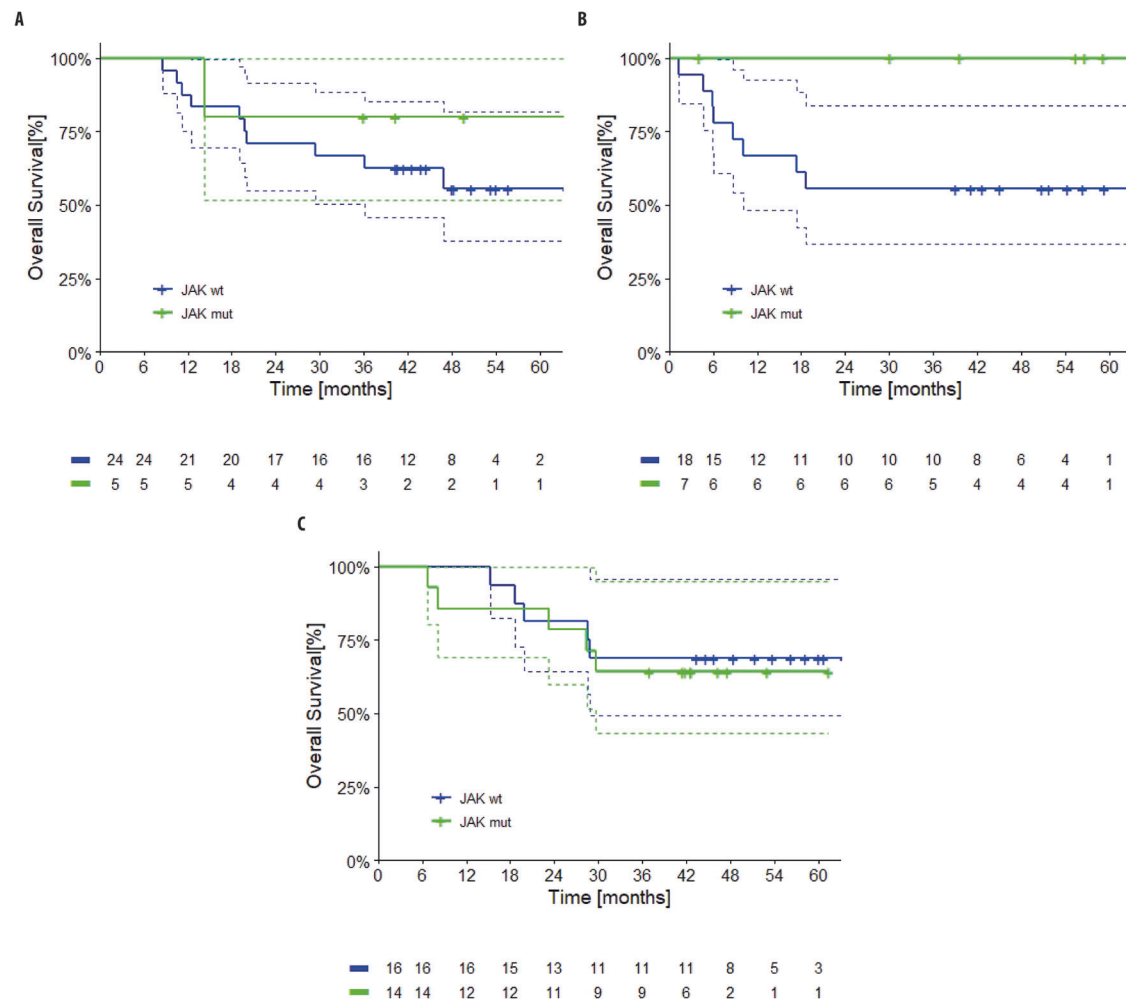 A
Overall Survival[%]
100%
75%
50%
25%
0%
JAK wt
JAK mut
0 6 12 18 24 30 36 42 48 54 60
Time [months]
24 24 21 20 17 16 16 12 8 4 2
5 5 5 4 4 4 3 2 2 1 1
B
Overall Survival[%]
100%
75%
50%
25%
0%
JAK wt
JAK mut
0 6 12 18 24 30 36 42 48 54 60
Time [months]
18 15 12 11 10 10 10 8 6 4 1
7 6 6 6 6 6 5 4 4 4 1
C
Overall Survival[%]
100%
75%
50%
25%
0%
JAK wt
JAK mut
0 6 12 18 24 30 36 42 48 54 60
Time [months]
16 16 16 15 13 11 11 11 8 5 3
14 14 12 12 11 9 9 6 2 1 1